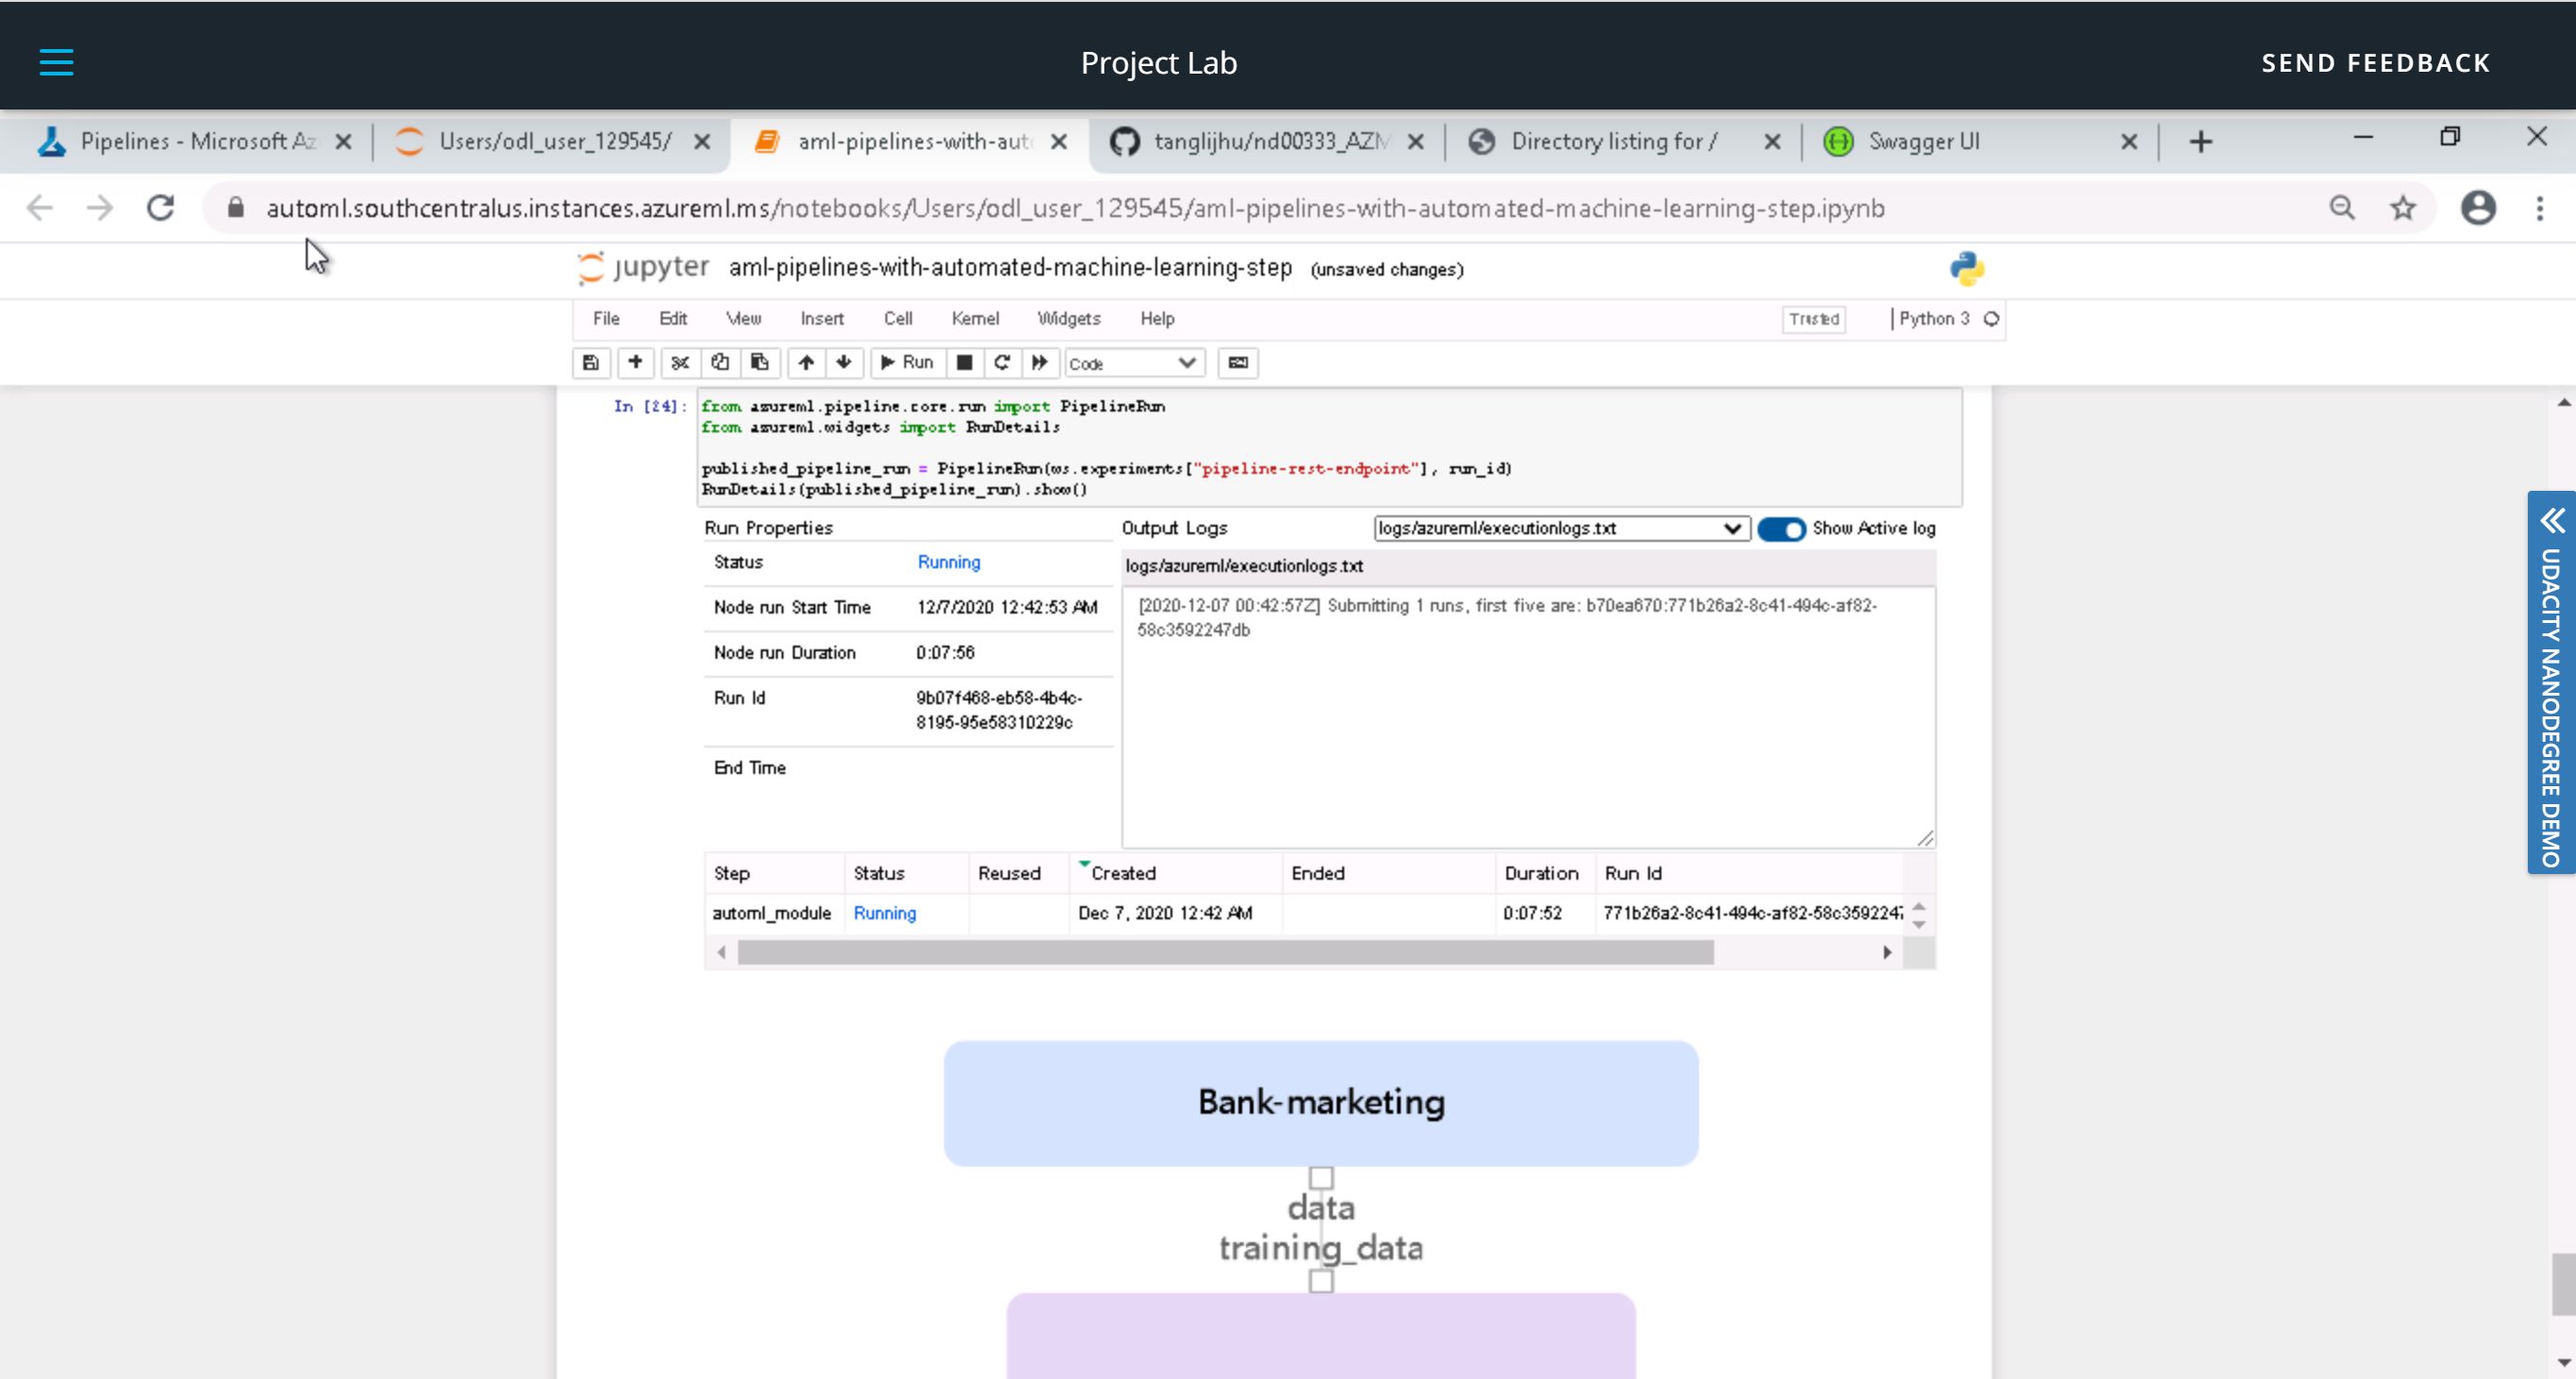 Project Lab
SEND FEEDBACK
Pipelines - Microsoft Az
Users/odl_user_129545/
aml-pipelines-with-aut
tanglijhu/nd00333_AZM
Directory listing for /
Swagger UI
automl.southcentralus.instances.azureml.ms/notebooks/Users/odl_user_129545/aml-pipelines-with-automated-machine-learning-step.ipynb
jupyter aml-pipelines-with-automated-machine-learning-step (unsaved changes)
File Edit View Insert Cell Kernel Widgets Help Trusted Python 3
Run Code
In [24]: from azureml.pipeline.core.run import PipelineRun
from azureml.widgets import RunDetails
published_pipeline_run = PipelineRun(ws.experiments["pipeline-rest-endpoint"], run_id)
RunDetails(published_pipeline_run).show()
Run Properties
Status Running
Node run Start Time 12/7/2020 12:42:53 AM
Node run Duration 0:07:56
Run Id 9b07f468-eb58-4b4c-
8195-95e58310229c
End Time
Output Logs logs/azureml/executionlogs.txt Show Active log
logs/azureml/executionlogs.txt
[2020-12-07 00:42:57Z] Submitting 1 runs, first five are: b70ea670:771b26a2-8c41-494c-af82-
58c3592247db
Step Status Reused Created Ended Duration Run Id
automl_module Running Dec 7, 2020 12:42 AM 0:07:52 771b26a2-8c41-494c-af82-58c3592247
Bank-marketing
data
training_data
UDACITY NANODEGREE DEMO